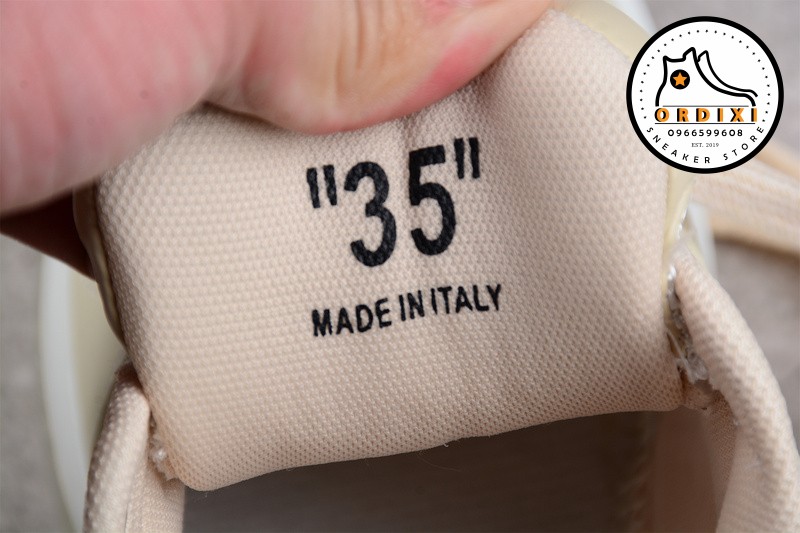 "35"
MADE IN ITALY
ORDIXI
0966599608
EST. 2019
SNEAKER STORE